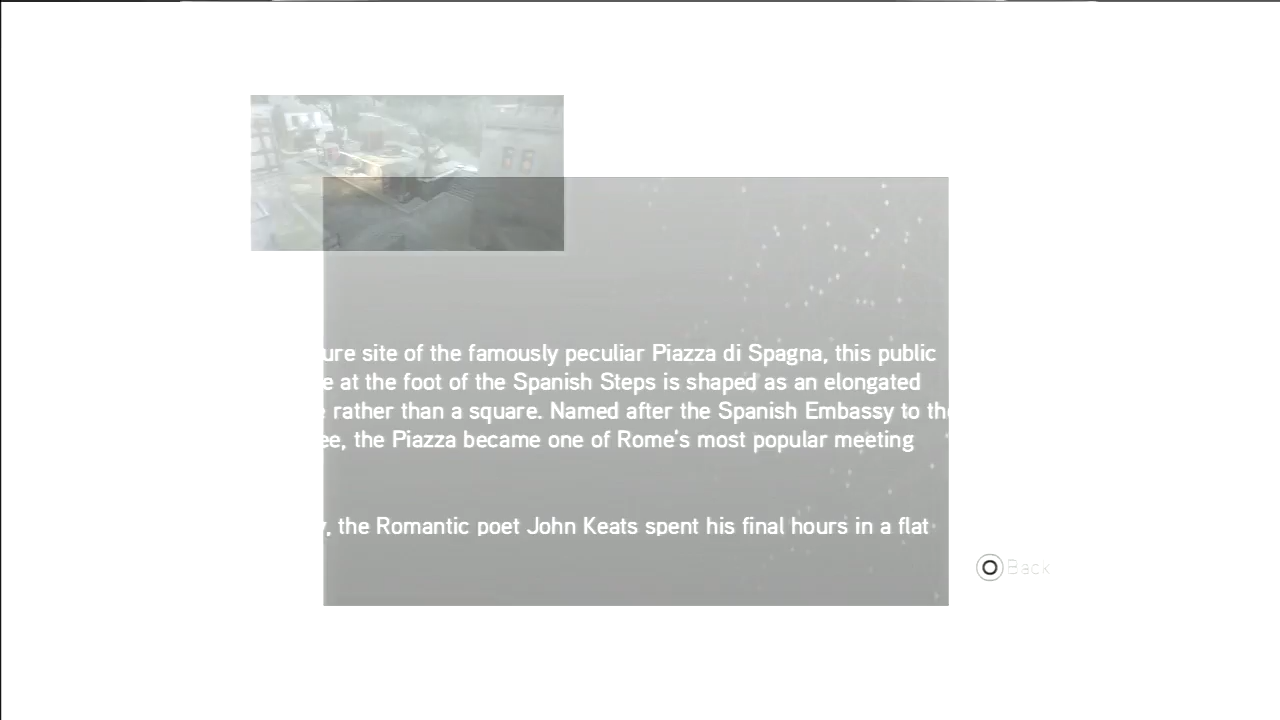 ure site of the famously peculiar Piazza di Spagna, this public
e at the foot of the Spanish Steps is shaped as an elongated
rather than a square. Named after the Spanish Embassy to the
ee, the Piazza became one of Rome's most popular meeting
, the Romantic poet John Keats spent his final hours in a flat
Back